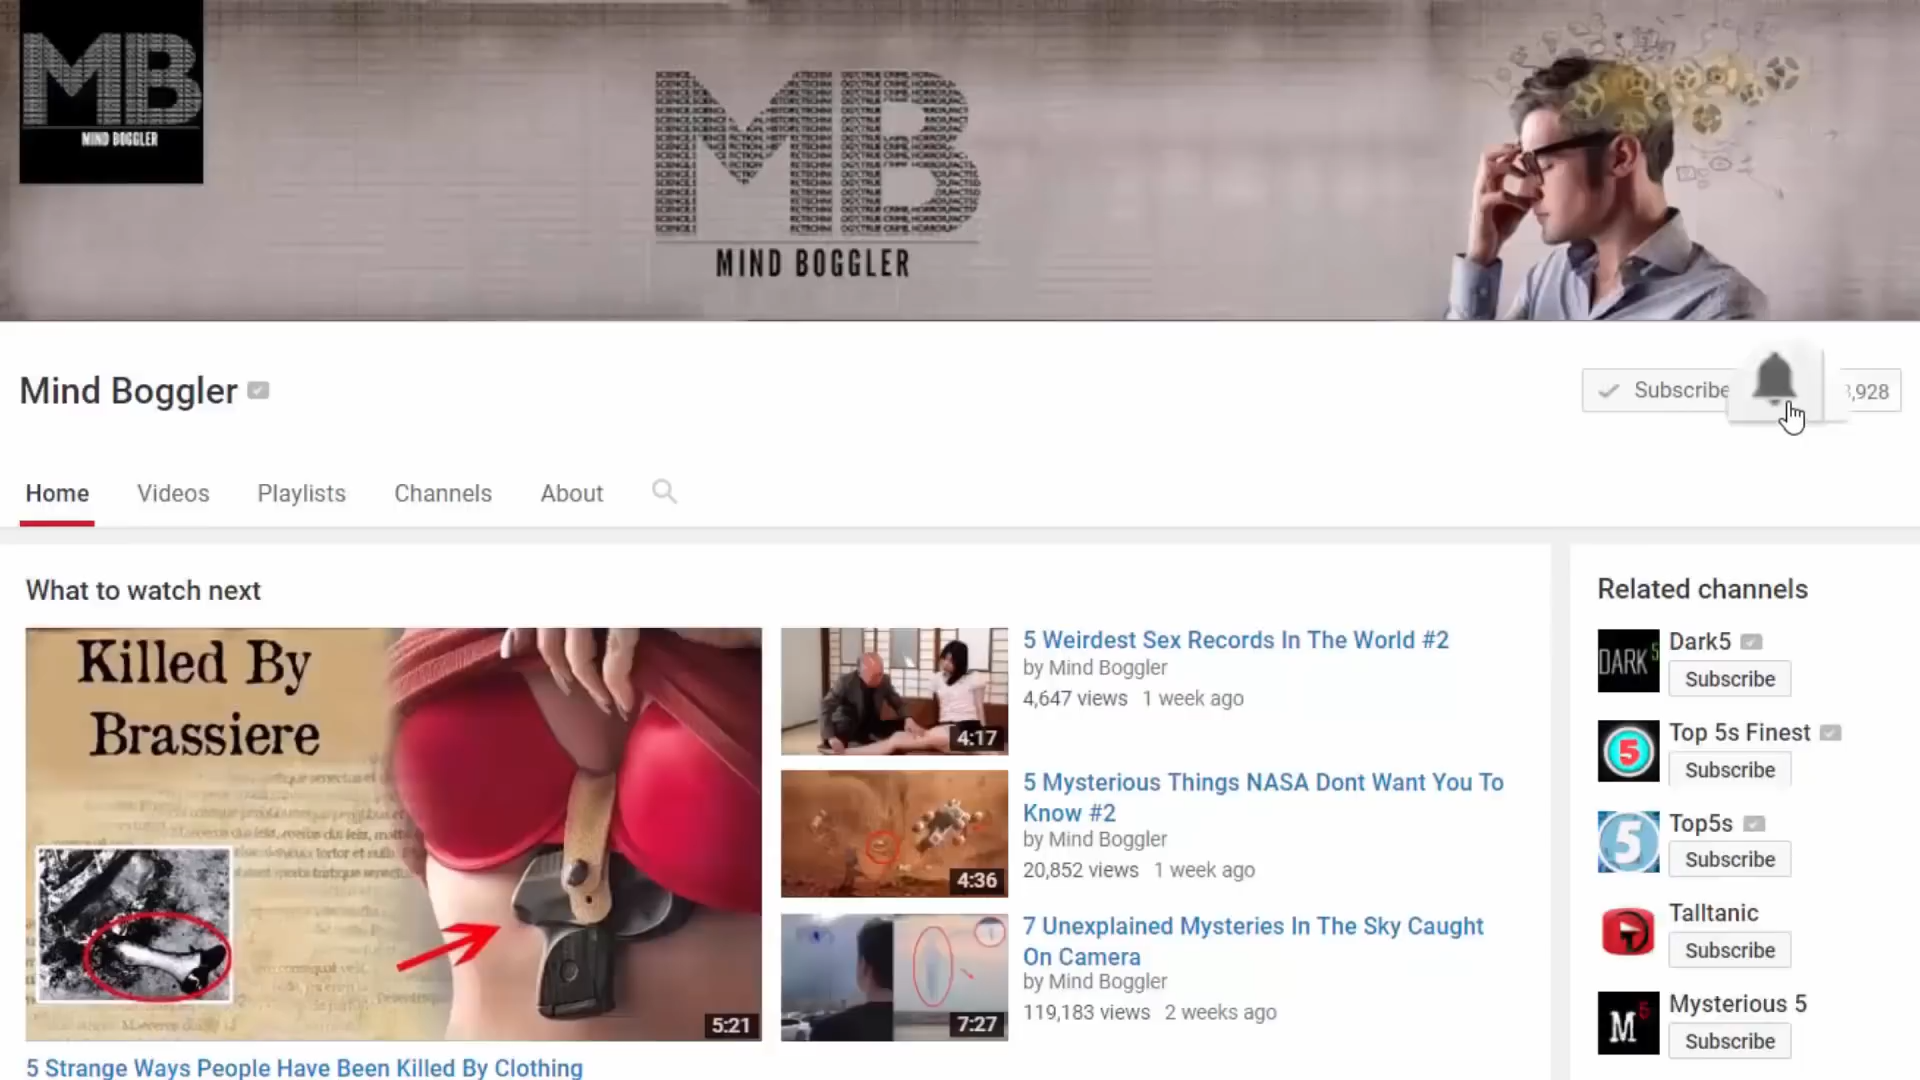 MB
MIND BOGGLER
MB
MIND BOGGLER
Mind Boggler
Subscribe
,928
Home
Videos
Playlists
Channels
About
What to watch next
Killed By
Brassiere
5:21
5 Strange Ways People Have Been Killed By Clothing
4:17
5 Weirdest Sex Records In The World #2
by Mind Boggler
4,647 views 1 week ago
4:36
5 Mysterious Things NASA Dont Want You To
Know #2
by Mind Boggler
20,852 views 1 week ago
7:27
7 Unexplained Mysteries In The Sky Caught
On Camera
by Mind Boggler
119,183 views 2 weeks ago
Related channels
DARK 5
Dark5
Subscribe
5
Top 5s Finest
Subscribe
5
Top5s
Subscribe
Talltanic
Subscribe
M 5
Mysterious 5
Subscribe